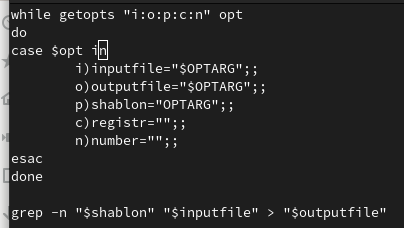 while getopts "i:o:p:c:n" opt
do
case $opt in
        i)inputfile="$OPTARG";;
        o)outputfile="$OPTARG";;
        p)shablon="OPTARG";;
        c)registr="";;
        n)number="";;
esac
done

grep -n "$shablon" "$inputfile" > "$outputfile"